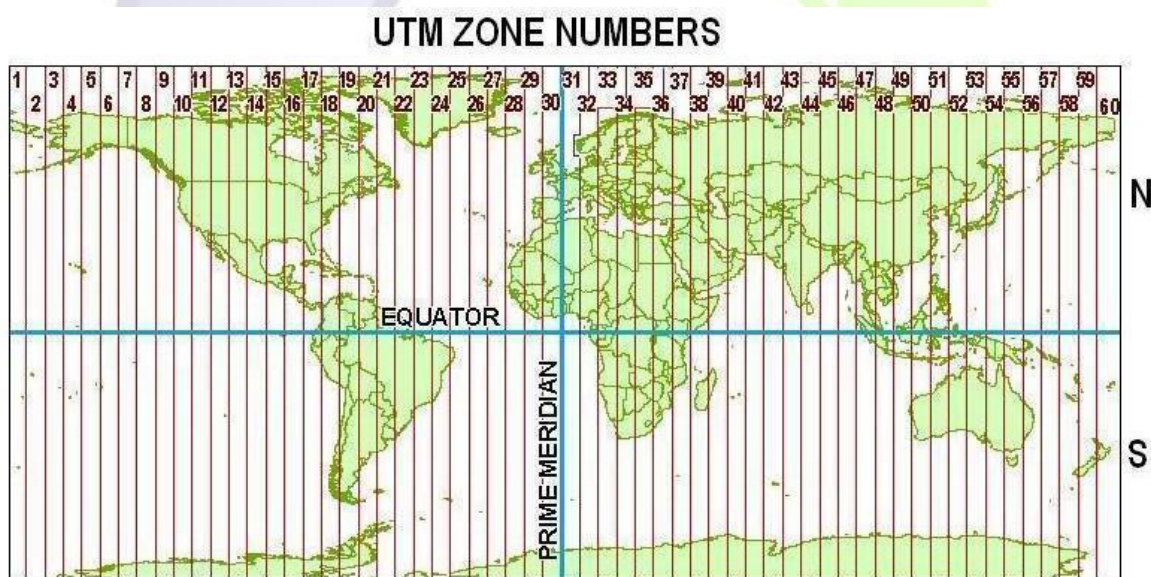 UTM ZONE NUMBERS
1 3 5 7 9 11 13 15 17 19 21 23 25 27 29 31 33 35 37 39 41 43 45 47 49 51 53 55 57 59
2 4 6 8 10 12 14 16 18 20 22 24 26 28 30 32 34 36 38 40 42 44 46 48 50 52 54 56 58 60
N
EQUATOR
PRIME MERIDIAN
S